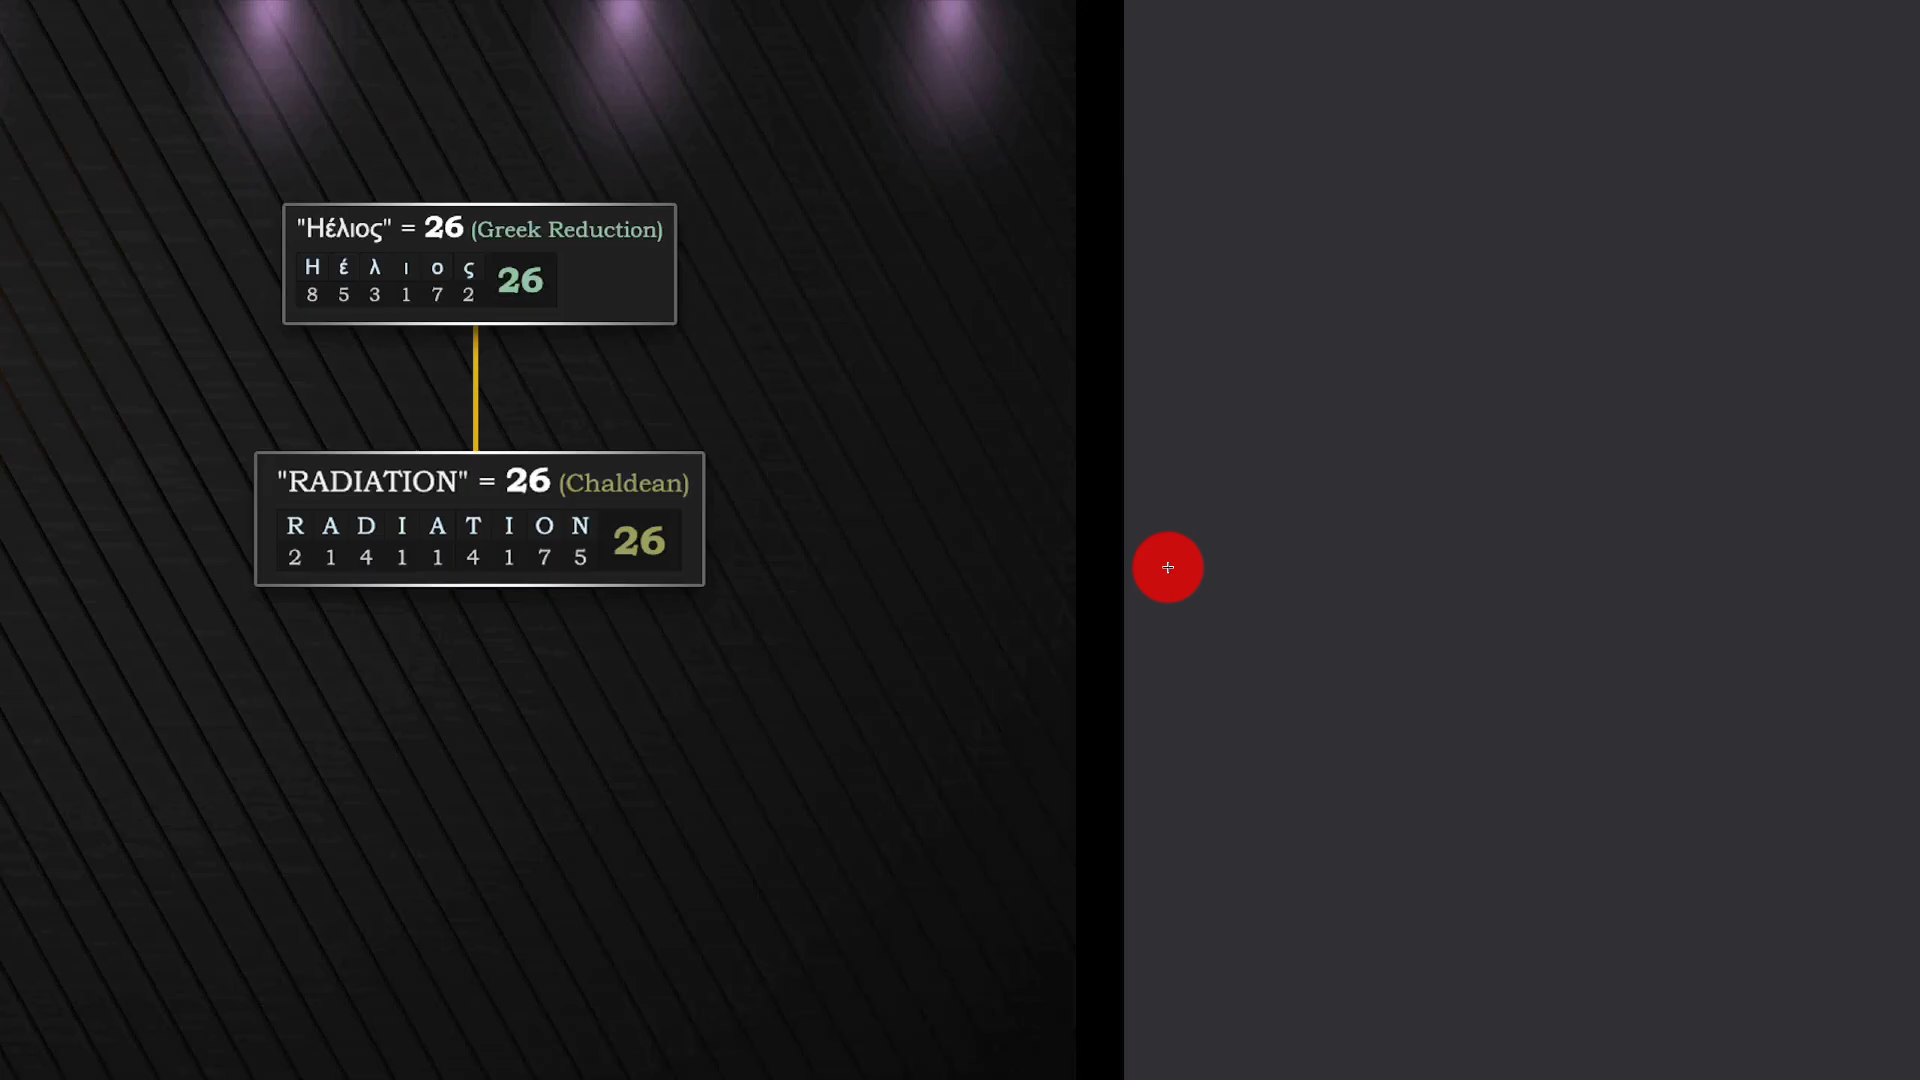 "Ηέλιος" = 26 (Greek Reduction)
Η έ λ ι ο ς 26
8 5 3 1 7 2
"RADIATION" = 26 (Chaldean)
R A D I A T I O N 26
2 1 4 1 1 4 1 7 5